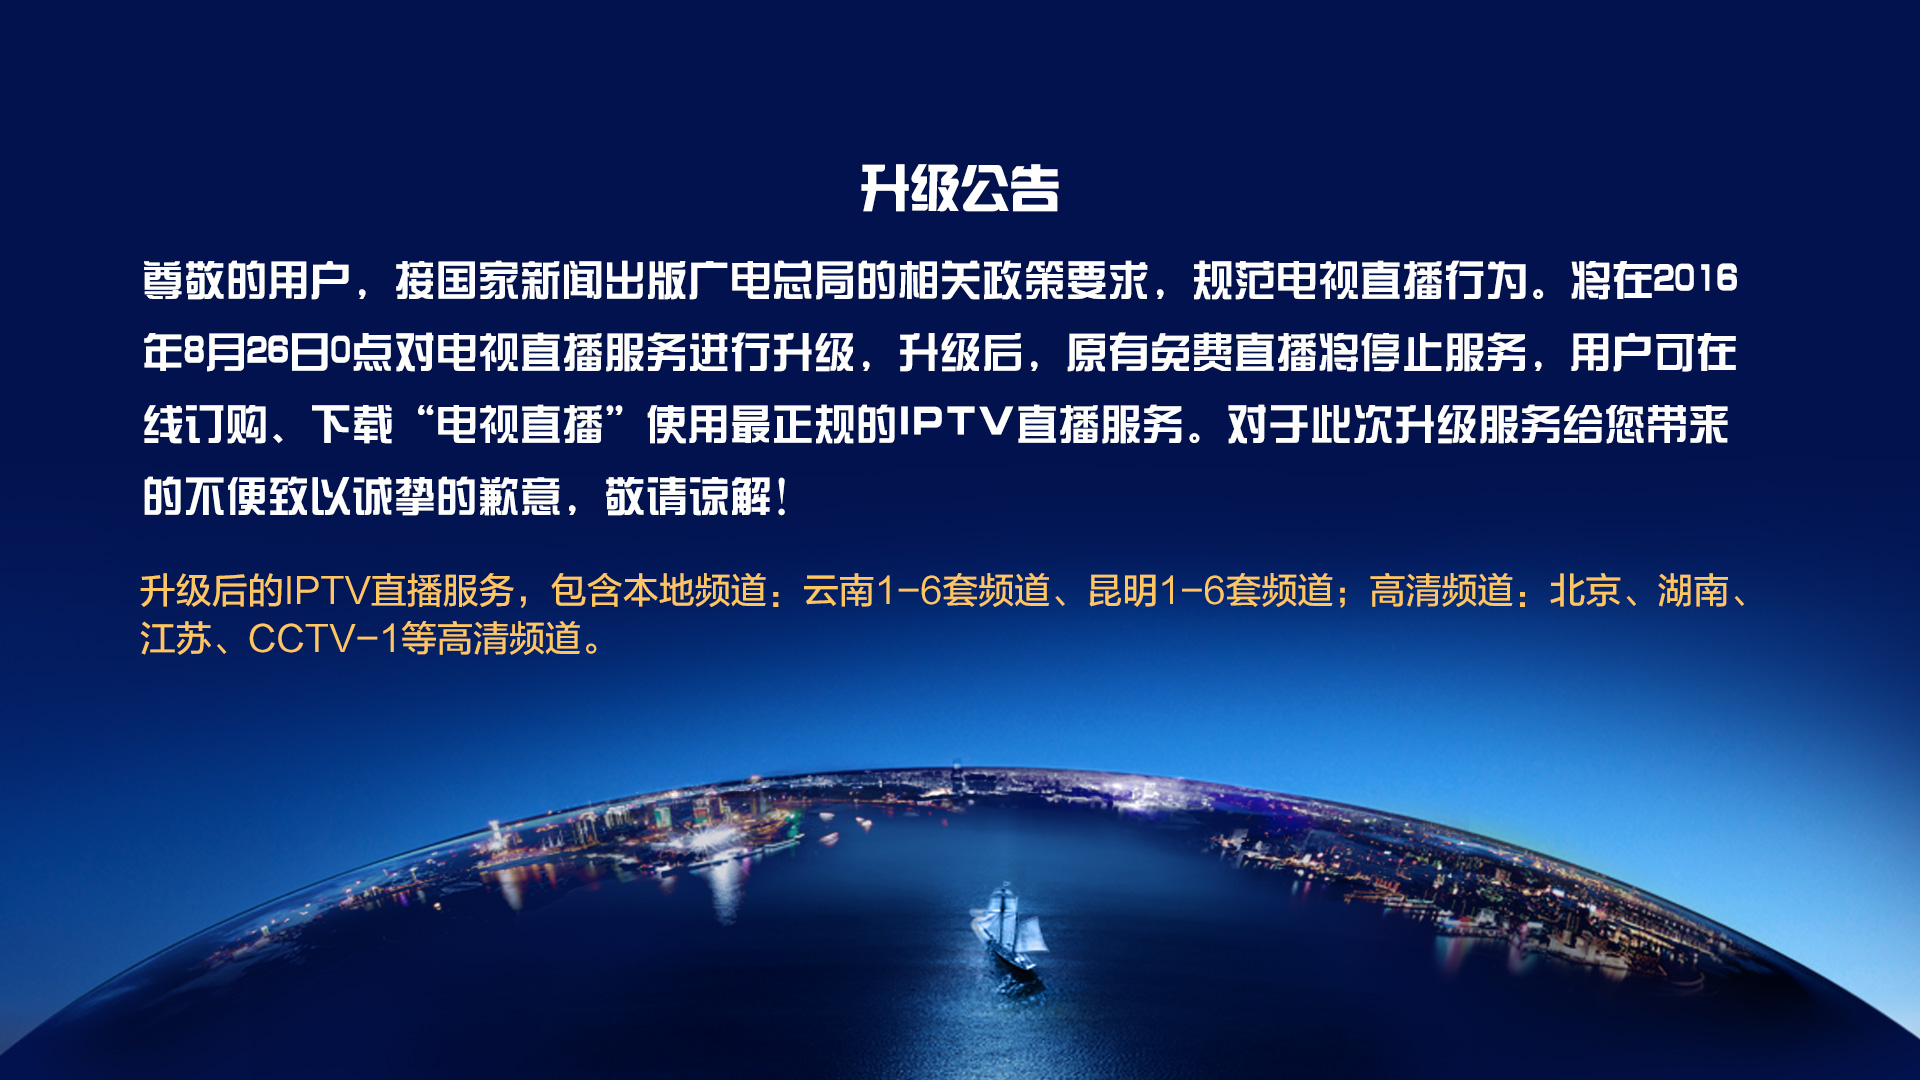 升级公告
尊敬的用户，接国家新闻出版广电总局的相关政策要求，规范电视直播行为。将在2016
年8月26日0点对电视直播服务进行升级，升级后，原有免费直播将停止服务，用户可在
线订购、下载“电视直播”使用最正规的IPTV直播服务。对于此次升级服务给您带来
的不便致以诚挚的歉意，敬请谅解！
升级后的IPTV直播服务，包含本地频道：云南1-6套频道、昆明1-6套频道；高清频道：北京、湖南、
江苏、CCTV-1等高清频道。